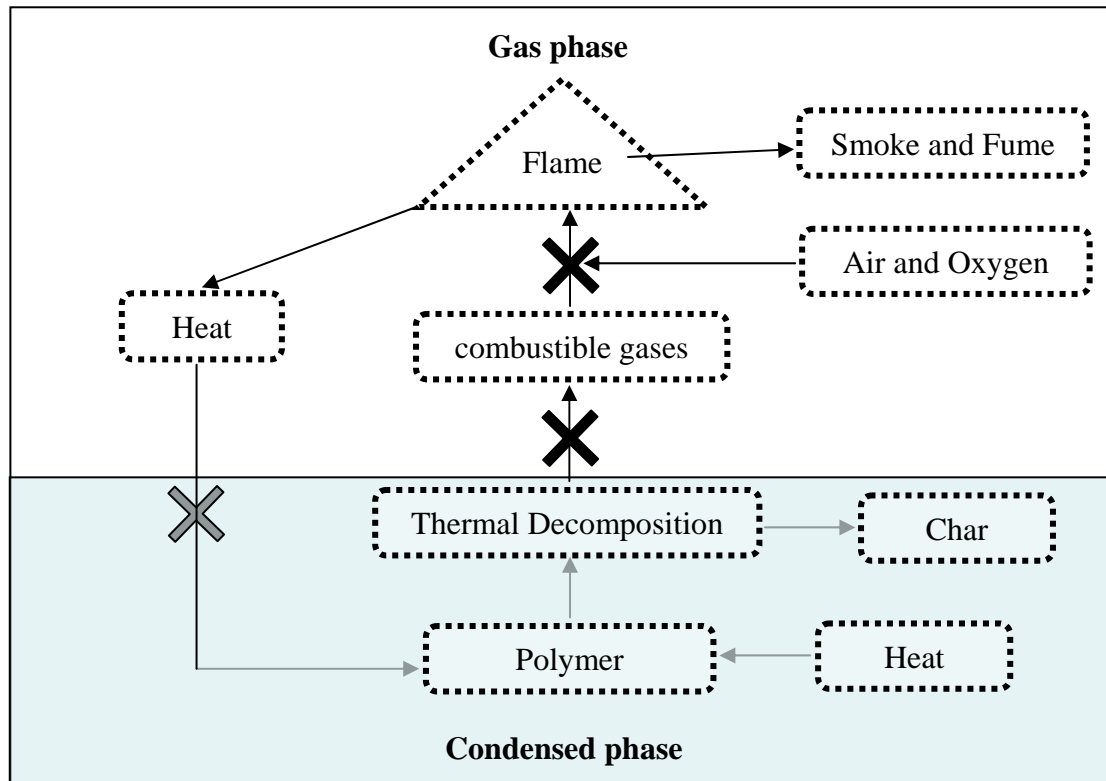 Gas phase
Flame
Smoke and Fume
Air and Oxygen
Heat
combustible gases
Thermal Decomposition
Char
Polymer
Heat
Condensed phase